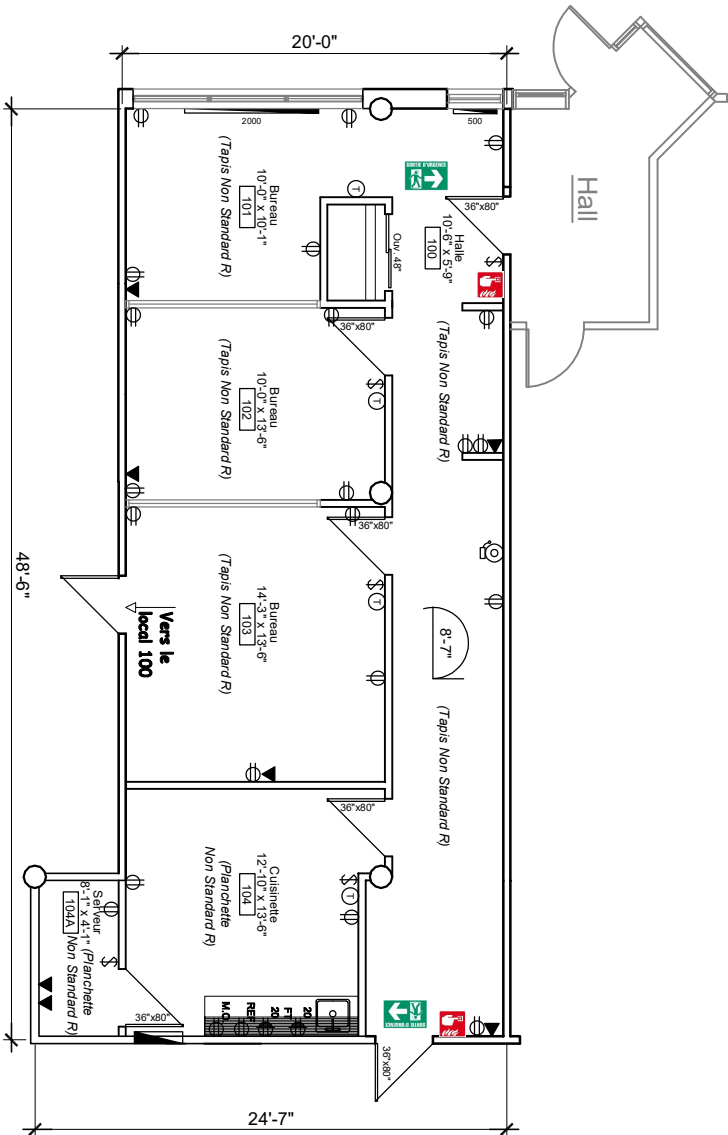 20'-0"
2000
500
Hall
SORTIE D'URGENCE
36"x80"
Halle
10'-6" x 5'-9"
100
T
Bureau
10'-0" x 10'-1"
101
(Tapis Non Standard R)
Ouv. 48"
36"x80"
(Tapis Non Standard R)
S
S
T
Bureau
10'-0" x 13'-6"
102
(Tapis Non Standard R)
36"x80"
S
T
Bureau
14'-3" x 13'-6"
103
(Tapis Non Standard R)
8'-7"
Vers le
local 100
48'-6"
(Tapis Non Standard R)
36"x80"
S
T
Cuisinette
12'-10" x 13'-6"
104
(Planchette
Non Standard R)
Serveur
8'-1" x 4'-1" (Planchette
104A
Non Standard R)
S
36"x80"
20
FT
20
REF
M.O.
SORTIE D'URGENCE
36"x80"
24'-7"